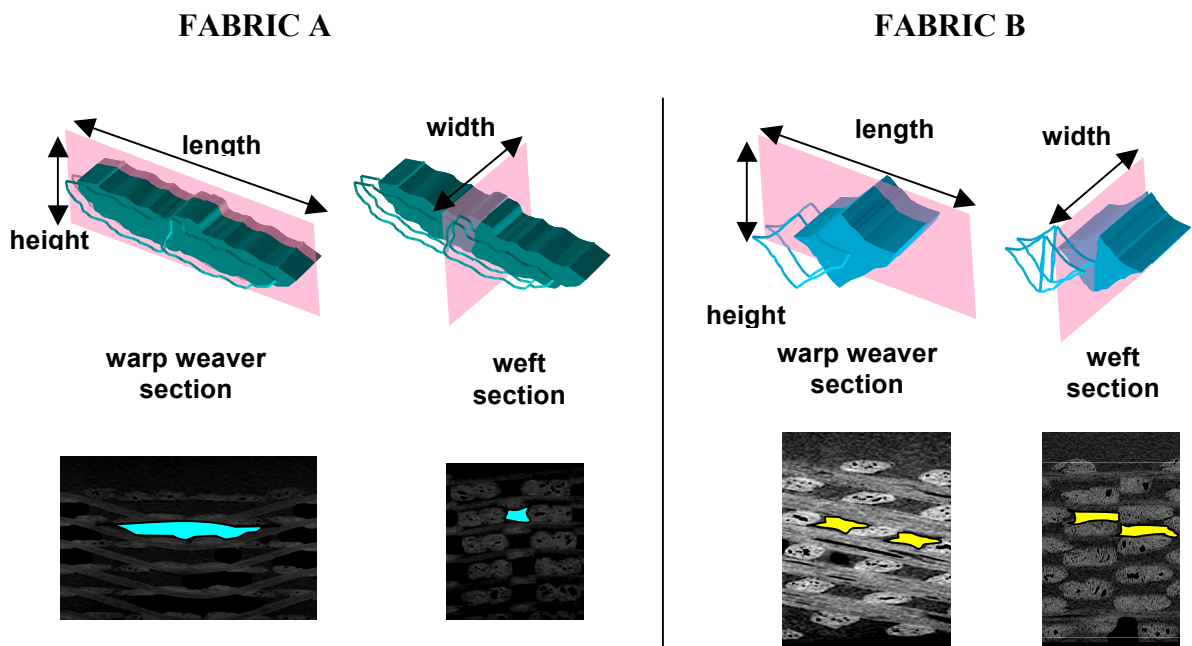 FABRIC A
length
height
warp weaver
section
width
weft
section
FABRIC B
length
height
warp weaver
section
width
weft
section